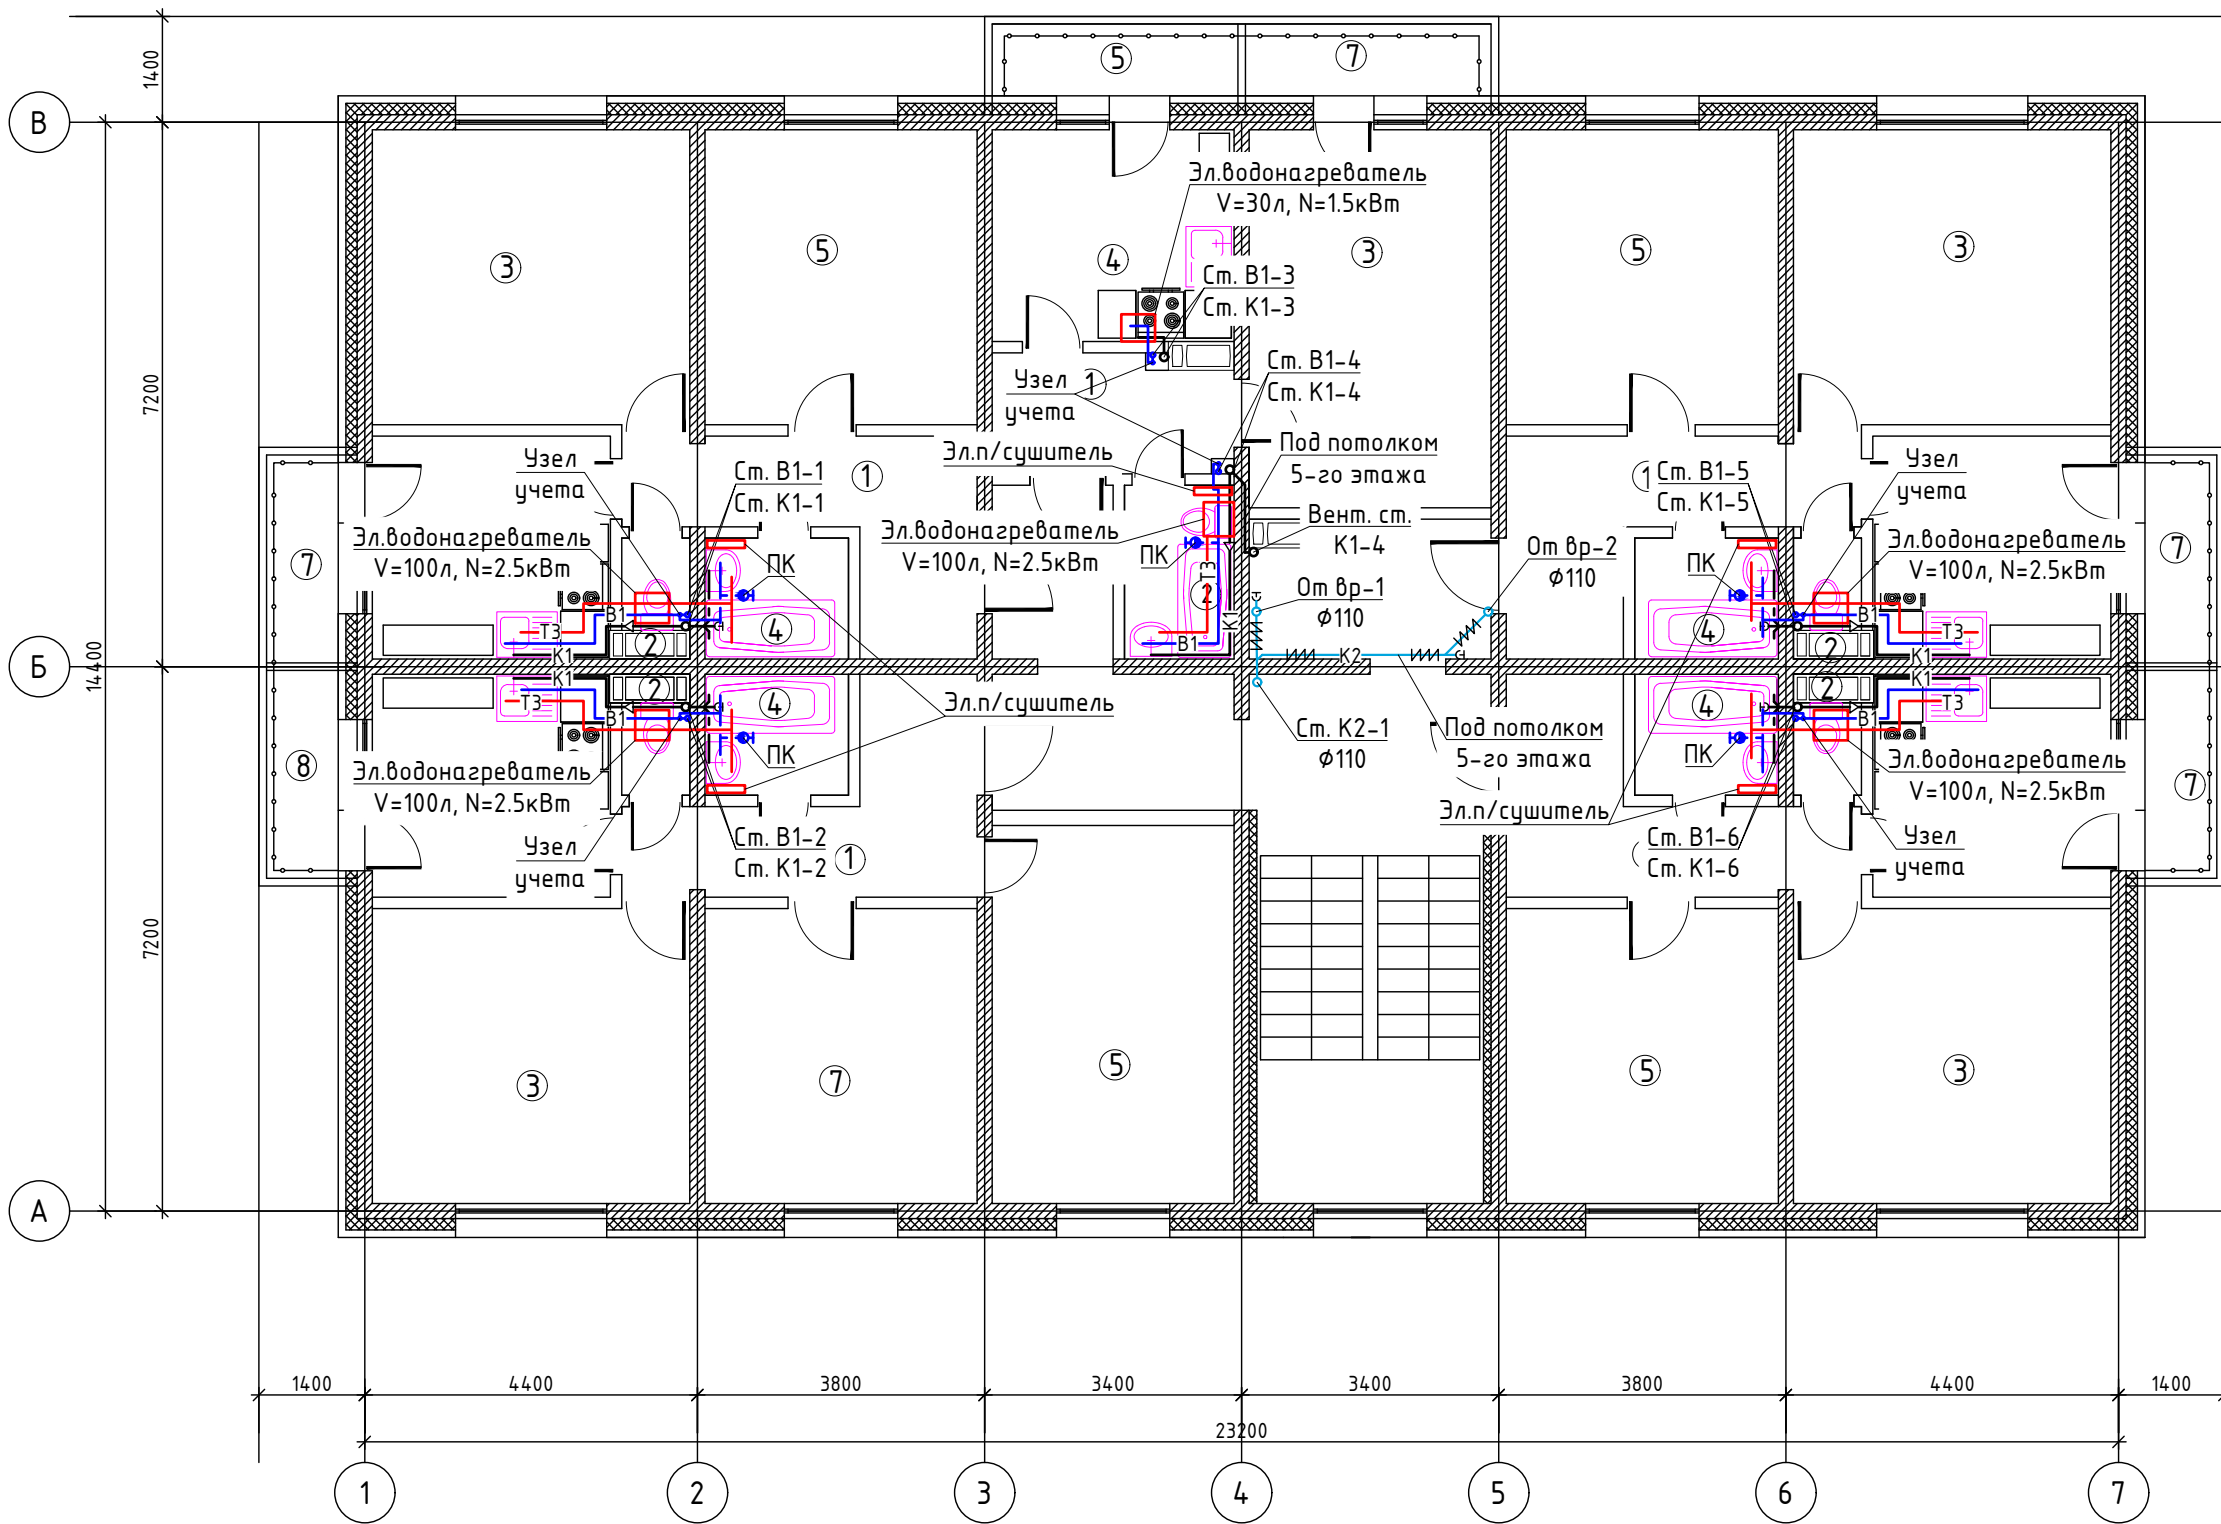 5
7
1400
В
Эл.водонагреватель
V=30л, N=1.5кВт
3
5
4
3
5
3
Ст. В1-3
Ст. К1-3
7200
Узел
учета
1
Ст. В1-4
Ст. К1-4
Эл.п/сушитель
Под потолком
5-го этажа
Узел
учета
Ст. В1-1
Ст. К1-1
1
1
Ст. В1-5
Ст. К1-5
Узел
учета
Эл.водонагреватель
V=100л, N=2.5кВт
Эл.водонагреватель
V=100л, N=2.5кВт
Вент. ст.
К1-4
Эл.водонагреватель
V=100л, N=2.5кВт
7
ПК
ПК
От вр-1
ϕ110
От вр-2
ϕ110
ПК
7
Т3
В1
К1
2
4
Т3
2
К1
В1
К2
4
2
В1
Т3
К1
Б
14400
К1
Т3
В1
2
4
Эл.п/сушитель
4
2
В1
К1
Т3
8
ПК
Ст. К2-1
ϕ110
Под потолком
5-го этажа
ПК
7
Эл.водонагреватель
V=100л, N=2.5кВт
Эл.водонагреватель
V=100л, N=2.5кВт
Эл.п/сушитель
Узел
учета
Ст. В1-2
Ст. К1-2
1
Ст. В1-6
Ст. К1-6
Узел
учета
7200
3
7
5
5
3
А
1400
4400
3800
3400
3400
3800
4400
1400
23200
1
2
3
4
5
6
7